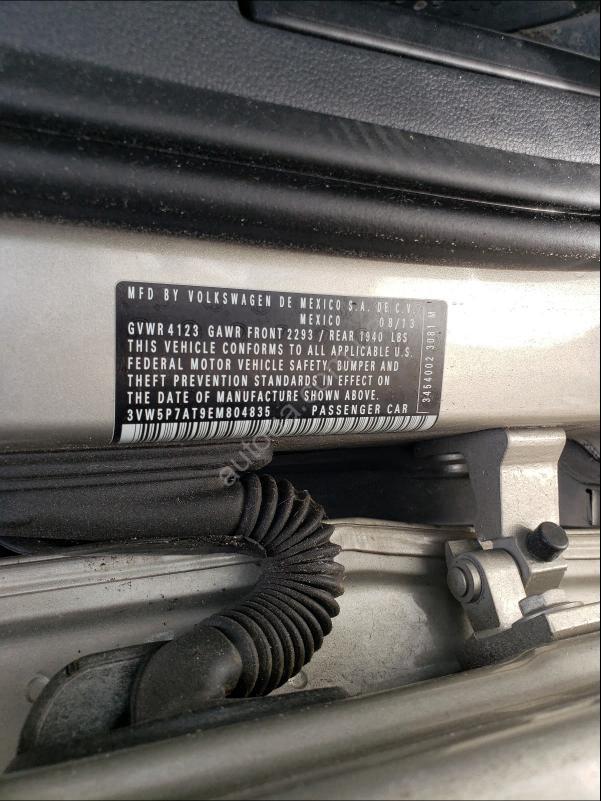 MFD BY VOLKSWAGEN DE MEXICO S.A. DE C.V.
MEXICO 08/13
GVWR 4123 GAWR FRONT 2293 / REAR 1940 LBS
THIS VEHICLE CONFORMS TO ALL APPLICABLE U.S.
FEDERAL MOTOR VEHICLE SAFETY, BUMPER AND
THEFT PREVENTION STANDARDS IN EFFECT ON
THE DATE OF MANUFACTURE SHOWN ABOVE.
3VW5P7AT9EM804835 PASSENGER CAR
3454002 3081 M